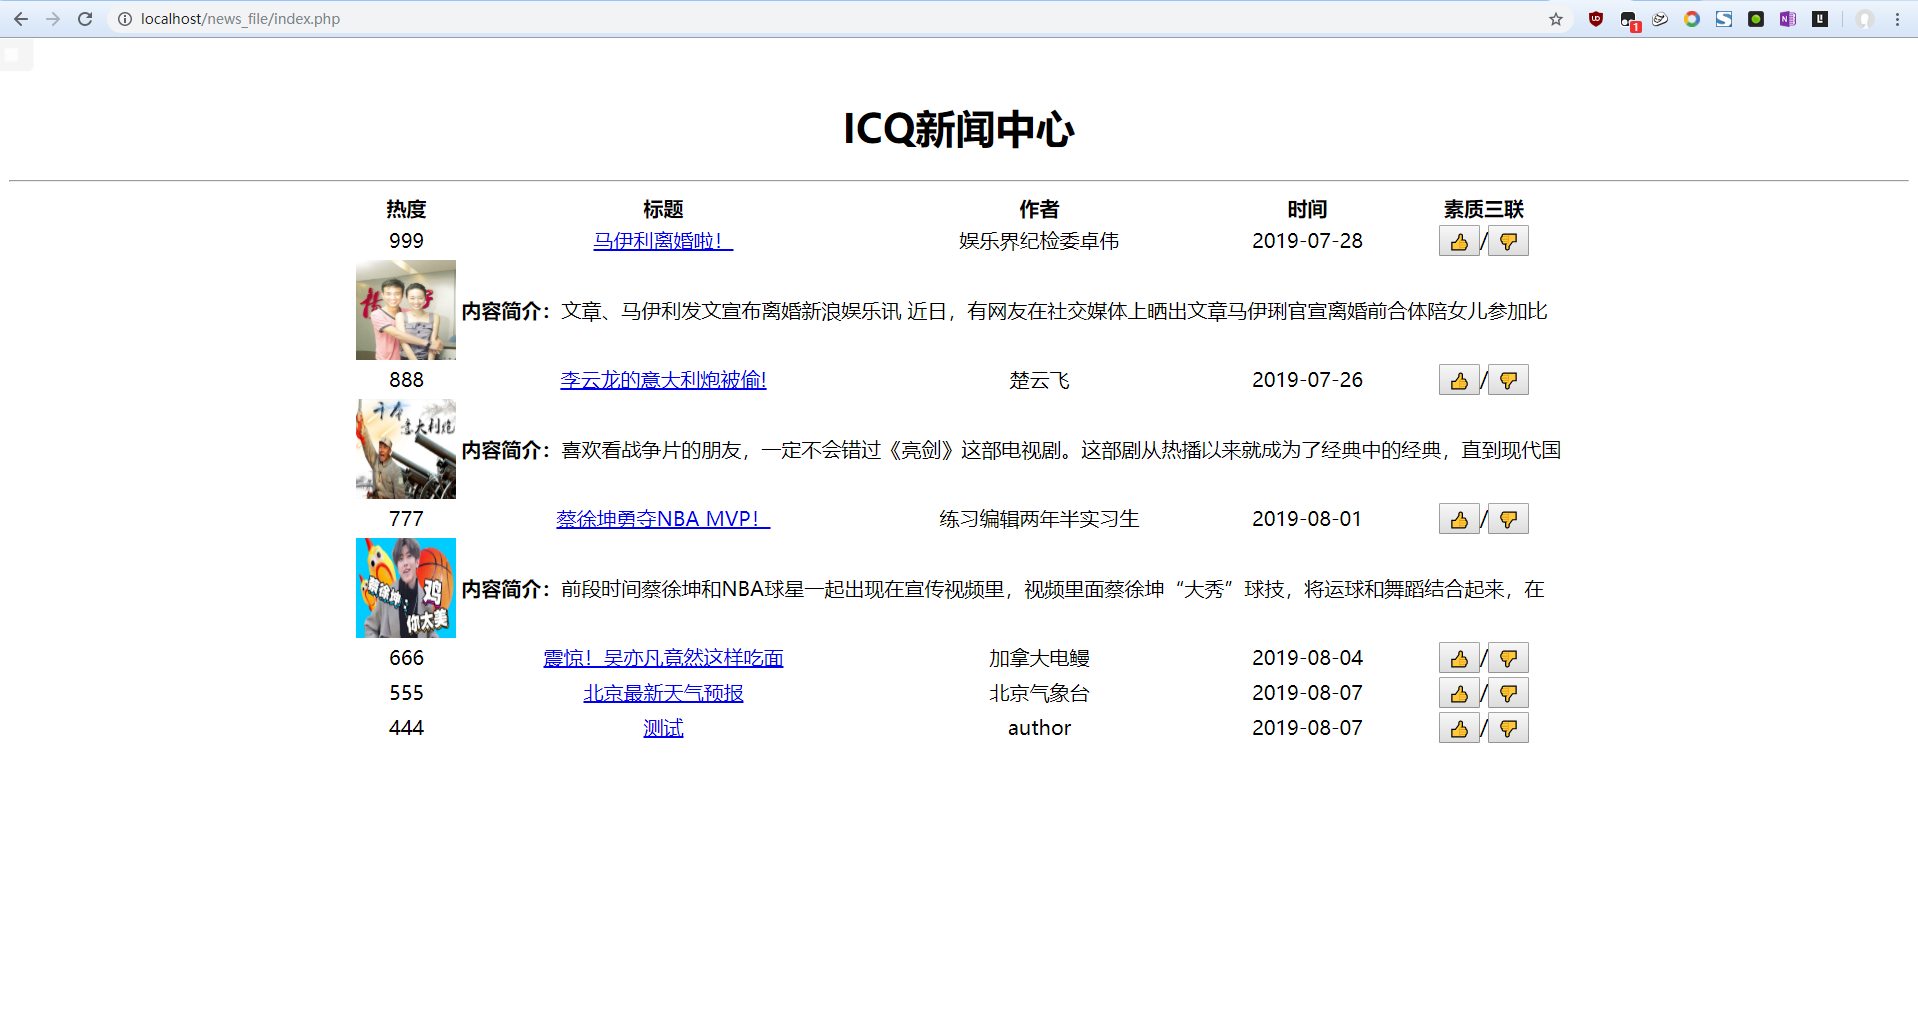 localhost/news_file/index.php
1
ICQ新闻中心
热度 标题 作者 时间 素质三联
999 马伊利离婚啦！ 娱乐界纪检委卓伟 2019-07-28 /
内容简介：文章、马伊利发文宣布离婚新浪娱乐讯 近日，有网友在社交媒体上晒出文章马伊琍官宣离婚前合体陪女儿参加比
888 李云龙的意大利炮被偷! 楚云飞 2019-07-26 /
意大利炮
内容简介：喜欢看战争片的朋友，一定不会错过《亮剑》这部电视剧。这部剧从热播以来就成为了经典中的经典，直到现代国
777 蔡徐坤勇夺NBA MVP！ 练习编辑两年半实习生 2019-08-01 /
蔡徐坤：
鸡
你太美
内容简介：前段时间蔡徐坤和NBA球星一起出现在宣传视频里，视频里面蔡徐坤“大秀”球技，将运球和舞蹈结合起来，在
666 震惊！吴亦凡竟然这样吃面 加拿大电鳗 2019-08-04 /
555 北京最新天气预报 北京气象台 2019-08-07 /
444 测试 author 2019-08-07 /